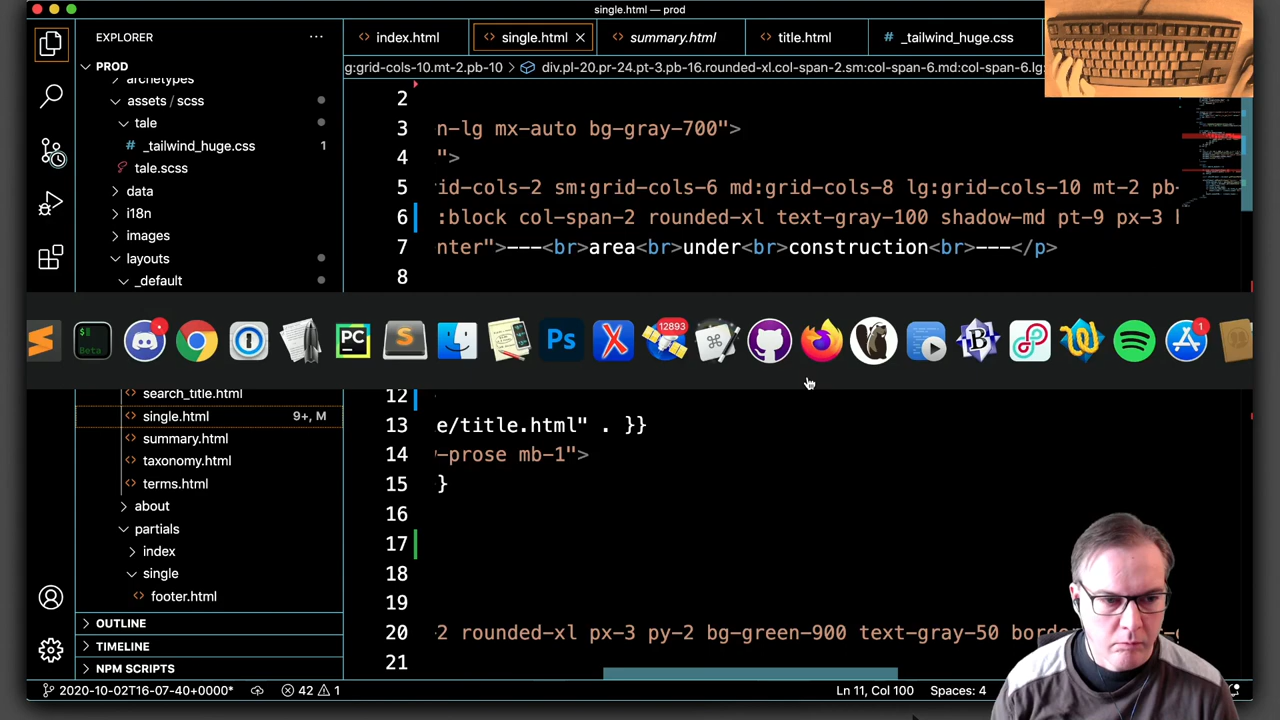 single.html — prod
EXPLORER
index.html
single.html
summary.html
title.html
_tailwind_huge.css
PROD
g:grid-cols-10.mt-2.pb-10 > div.pl-20.pr-24.pt-3.pb-16.rounded-xl.col-span-2.sm:col-span-6.md:col-span-6.lg:
archetypes
assets / scss
tale
_tailwind_huge.css 1
tale.scss
data
i18n
images
layouts
_default
2
3 n-lg mx-auto bg-gray-700">
4 ">
5 id-cols-2 sm:grid-cols-6 md:grid-cols-8 lg:grid-cols-10 mt-2 pb-
6 :block col-span-2 rounded-xl text-gray-100 shadow-md pt-9 px-3
7 nter">---<br>area<br>under<br>construction<br>---</p>
8
$
Beta
PC
S
Ps
X
12893
B
1
search_title.html
single.html 9+, M
summary.html
taxonomy.html
terms.html
about
partials
index
single
footer.html
12
13 e/title.html" . }}
14 -prose mb-1">
15 }
16
17
18
19
20 2 rounded-xl px-3 py-2 bg-green-900 text-gray-50
21
OUTLINE
TIMELINE
NPM SCRIPTS
2020-10-02T16-07-40+0000* 42 1
Ln 11, Col 100 Spaces: 4